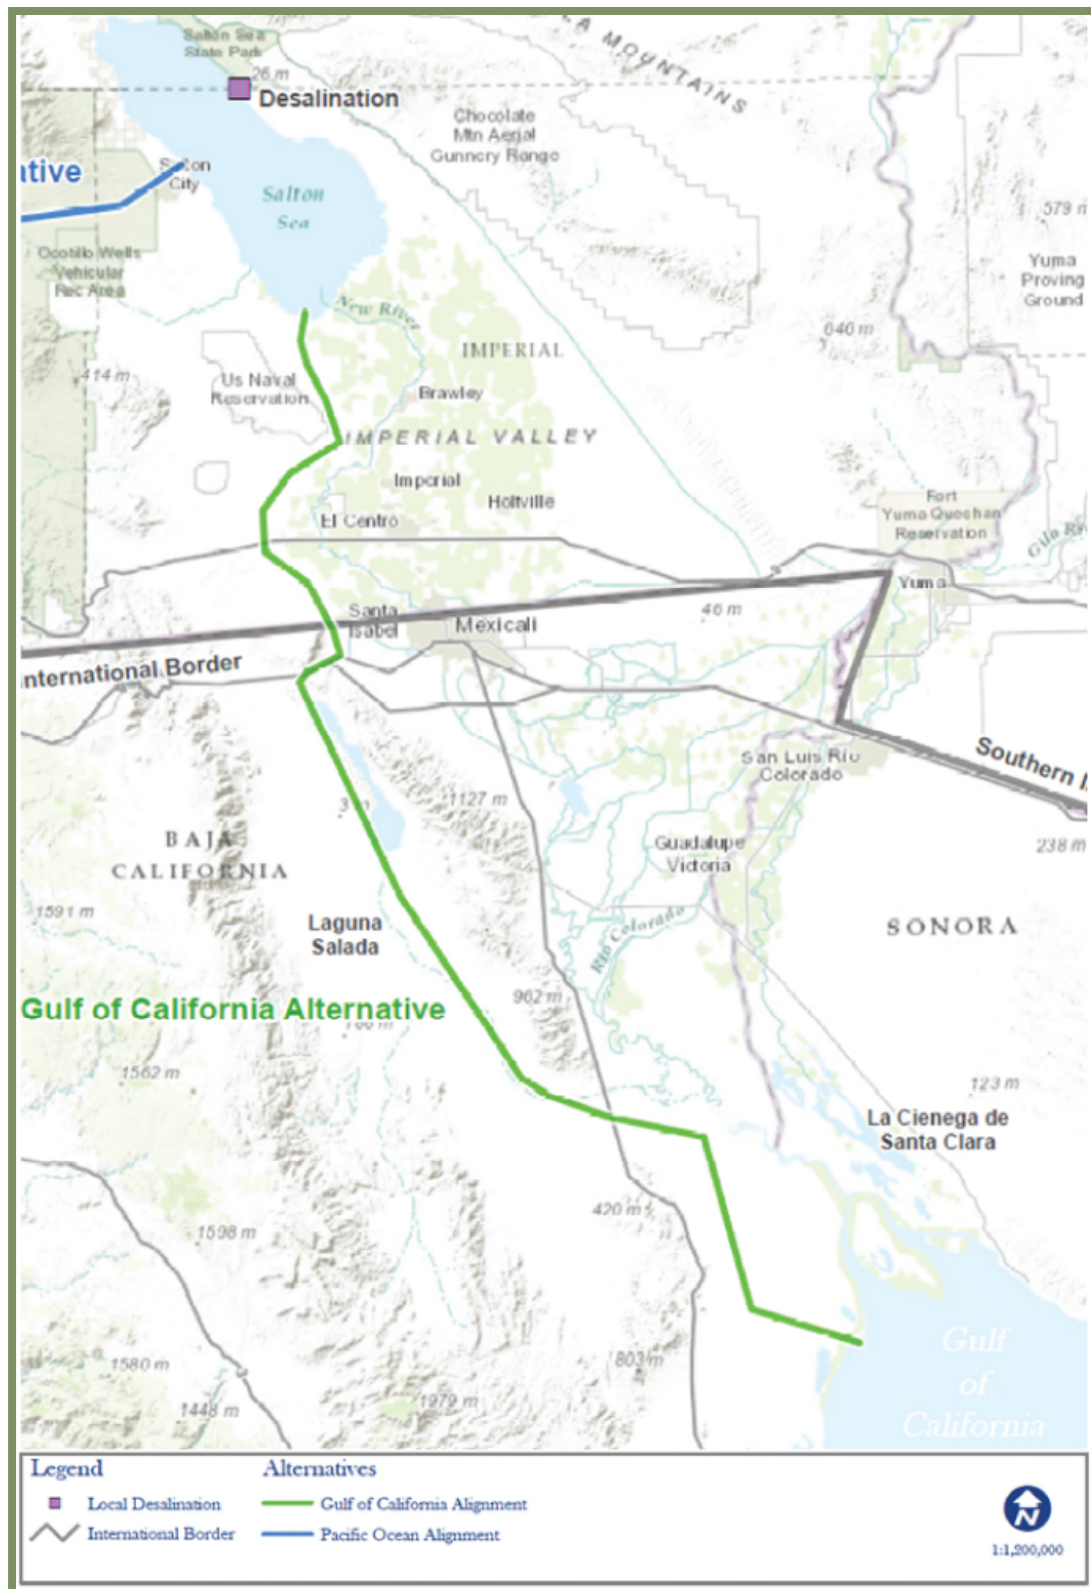 Salton Sea
State Park
LA MOUNTAINS
26 m
Desalination
Chocolate
Mtn Aerial
Gunnery Range
ative
Salton
City
Salton
Sea
579 m
Ocotillo Wells
Vehicular
Rec Area
Yuma
Proving
Ground
New River
640 m
IMPERIAL
414 m
Us Naval
Reservation
Brawley
IMPERIAL VALLEY
Imperial
Holtville
Fort
Yuma Quechan
Reservation
El Centro
Gila Ri
Yuma
Santa
Isabel
46 m
Mexicali
International Border
Southern I
San Luis Río
Colorado
1127 m
BAJA
CALIFORNIA
Guadalupe
Victoria
238 m
1591 m
Laguna
Salada
Río Colorado
SONORA
962 m
Gulf of California Alternative
1562 m
123 m
La Cienega de
Santa Clara
420 m
1598 m
Gulf
of
California
1580 m
803 m
1979 m
1448 m
Legend
Alternatives
Local Desalination
Gulf of California Alignment
International Border
Pacific Ocean Alignment
N
1:1,200,000